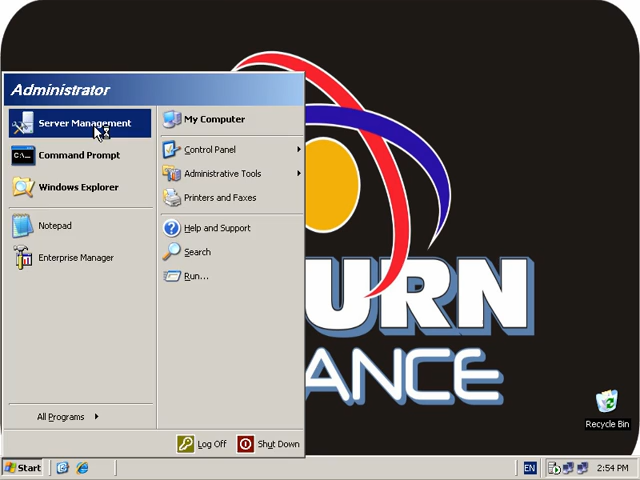 Administrator
Server Management
Command Prompt
Windows Explorer
Notepad
Enterprise Manager
All Programs
My Computer
Control Panel
Administrative Tools
Printers and Faxes
Help and Support
Search
Run...
Log Off
Shut Down
URN
ANCE
Recycle Bin
Start
EN
2:54 PM